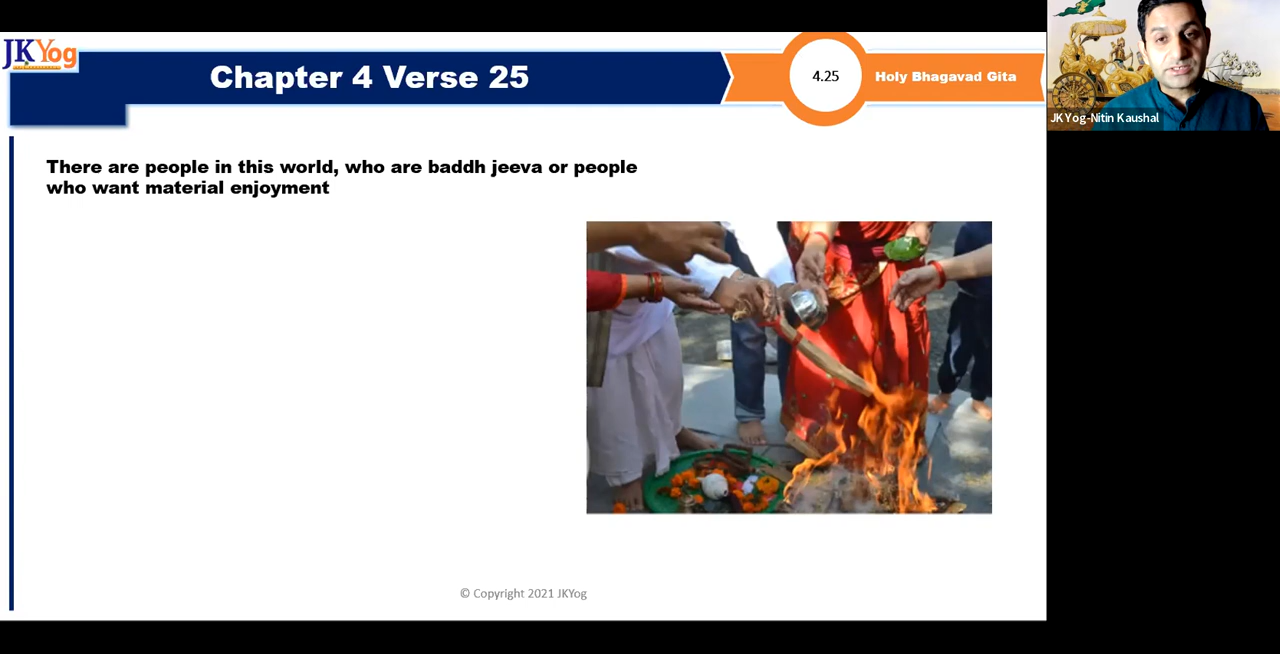 JKYog
Chapter 4 Verse 25
4.25
Holy Bhagavad Gita
JKYog-Nitin Kaushal
There are people in this world, who are baddh jeeva or people
who want material enjoyment
© Copyright 2021 JKYog